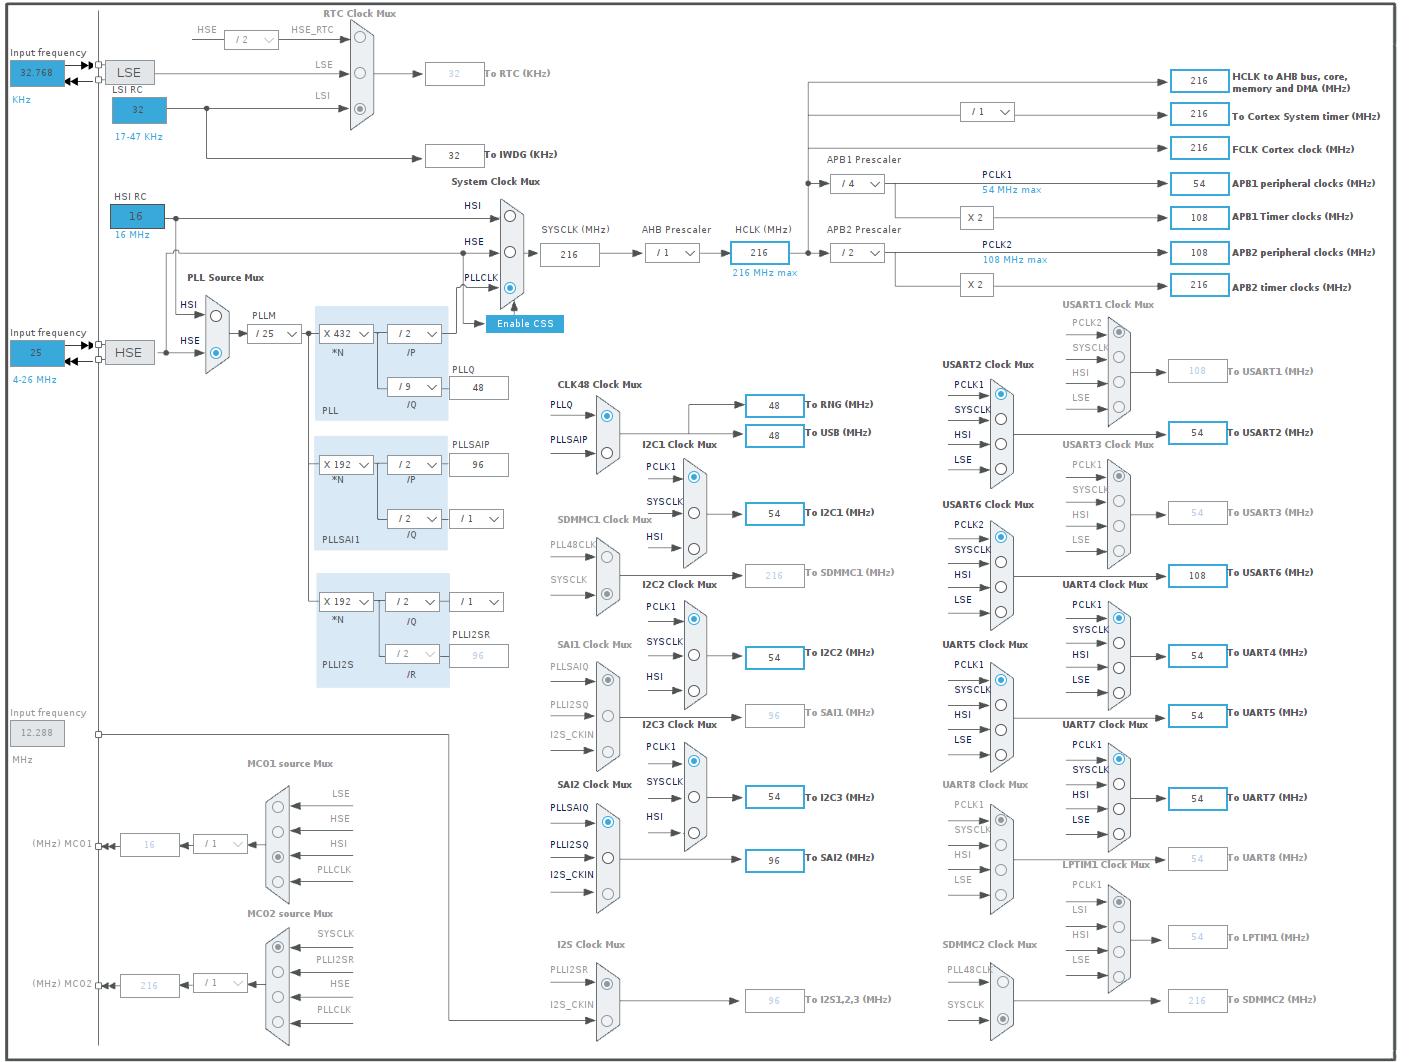 RTC Clock Mux
HSE
/ 2
HSE_RTC
Input frequency
32.768
KHz
LSE
LSE
32
To RTC (KHz)
LSI RC
32
17-47 KHz
LSI
32
To IWDG (KHz)
System Clock Mux
HSI RC
16
16 MHz
HSI
HSE
PLLCLK
SYSCLK (MHz)
216
AHB Prescaler
/ 1
HCLK (MHz)
216
216 MHz max
Enable CSS
216
HCLK to AHB bus, core,
memory and DMA (MHz)
/ 1
216
To Cortex System timer (MHz)
216
FCLK Cortex clock (MHz)
APB1 Prescaler
/ 4
PCLK1
54 MHz max
54
APB1 peripheral clocks (MHz)
X 2
108
APB1 Timer clocks (MHz)
APB2 Prescaler
/ 2
PCLK2
108 MHz max
108
APB2 peripheral clocks (MHz)
X 2
216
APB2 timer clocks (MHz)
PLL Source Mux
HSI
HSE
Input frequency
25
4-26 MHz
HSE
PLLM
/ 25
X 432
*N
/ 2
/P
/ 9
/Q
PLL
PLLQ
48
X 192
*N
/ 2
/P
PLLSAIP
96
/ 2
/Q
/ 1
PLLSAI1
X 192
*N
/ 2
/Q
/ 1
/ 2
/R
PLLI2SR
96
PLLI2S
CLK48 Clock Mux
PLLQ
PLLSAIP
48
To RNG (MHz)
48
To USB (MHz)
I2C1 Clock Mux
PCLK1
SYSCLK
HSI
54
To I2C1 (MHz)
SDMMC1 Clock Mux
PLL48CLK
SYSCLK
216
To SDMMC1 (MHz)
I2C2 Clock Mux
PCLK1
SYSCLK
HSI
54
To I2C2 (MHz)
SAI1 Clock Mux
PLLSAIQ
PLLI2SQ
I2S_CKIN
96
To SAI1 (MHz)
I2C3 Clock Mux
PCLK1
SYSCLK
HSI
54
To I2C3 (MHz)
SAI2 Clock Mux
PLLSAIQ
PLLI2SQ
I2S_CKIN
96
To SAI2 (MHz)
I2S Clock Mux
PLLI2SR
I2S_CKIN
96
To I2S1,2,3 (MHz)
USART1 Clock Mux
PCLK2
SYSCLK
HSI
LSE
108
To USART1 (MHz)
USART2 Clock Mux
PCLK1
SYSCLK
HSI
LSE
54
To USART2 (MHz)
USART3 Clock Mux
PCLK1
SYSCLK
HSI
LSE
54
To USART3 (MHz)
USART6 Clock Mux
PCLK2
SYSCLK
HSI
LSE
108
To USART6 (MHz)
UART4 Clock Mux
PCLK1
SYSCLK
HSI
LSE
54
To UART4 (MHz)
UART5 Clock Mux
PCLK1
SYSCLK
HSI
LSE
54
To UART5 (MHz)
UART7 Clock Mux
PCLK1
SYSCLK
HSI
LSE
54
To UART7 (MHz)
UART8 Clock Mux
PCLK1
SYSCLK
HSI
LSE
54
To UART8 (MHz)
LPTIM1 Clock Mux
PCLK1
LSI
HSI
LSE
54
To LPTIM1 (MHz)
SDMMC2 Clock Mux
PLL48CLK
SYSCLK
216
To SDMMC2 (MHz)
Input frequency
12.288
MHz
MCO1 source Mux
LSE
HSE
HSI
PLLCLK
(MHz) MCO1
16
/ 1
MCO2 source Mux
SYSCLK
PLLI2SR
HSE
PLLCLK
(MHz) MCO2
216
/ 1